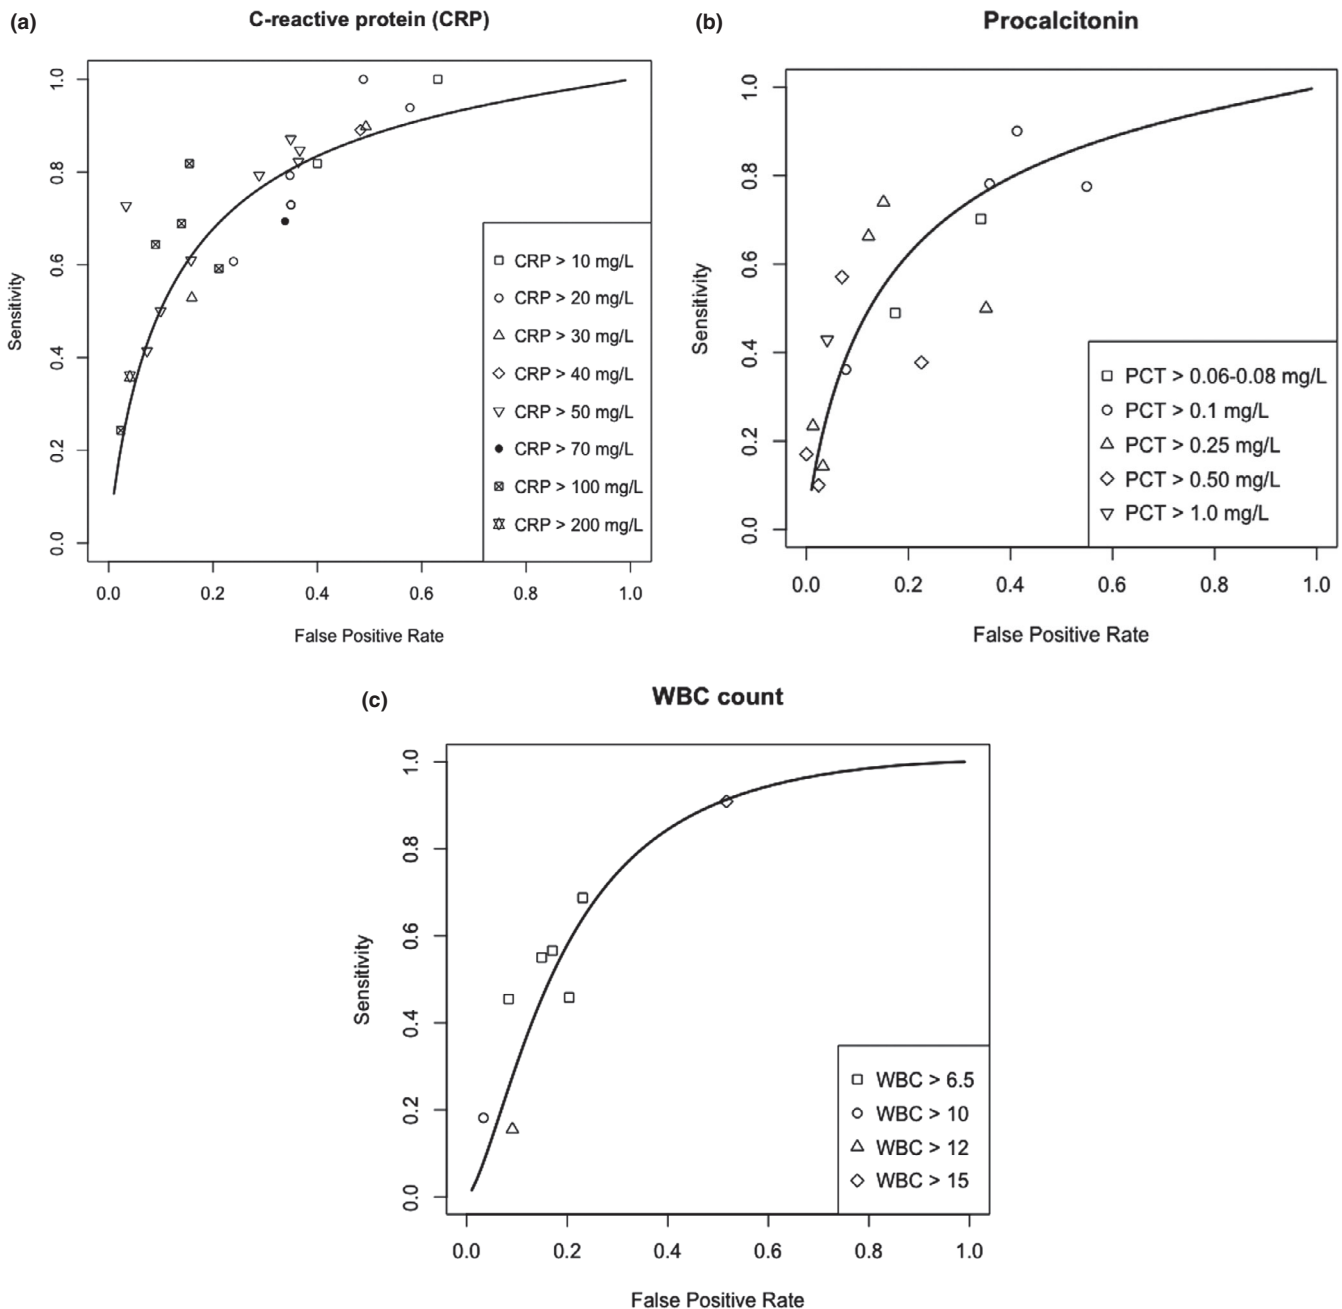 (a)
C-reactive protein (CRP)
Sensitivity
1.0
0.8
0.6
0.4
0.2
0.0
CRP > 10 mg/L
CRP > 20 mg/L
CRP > 30 mg/L
CRP > 40 mg/L
CRP > 50 mg/L
CRP > 70 mg/L
CRP > 100 mg/L
CRP > 200 mg/L
0.0 0.2 0.4 0.6 0.8 1.0
False Positive Rate
(b)
Procalcitonin
Sensitivity
1.0
0.8
0.6
0.4
0.2
0.0
PCT > 0.06-0.08 mg/L
PCT > 0.1 mg/L
PCT > 0.25 mg/L
PCT > 0.50 mg/L
PCT > 1.0 mg/L
0.0 0.2 0.4 0.6 0.8 1.0
False Positive Rate
(c)
WBC count
Sensitivity
1.0
0.8
0.6
0.4
0.2
0.0
WBC > 6.5
WBC > 10
WBC > 12
WBC > 15
0.0 0.2 0.4 0.6 0.8 1.0
False Positive Rate